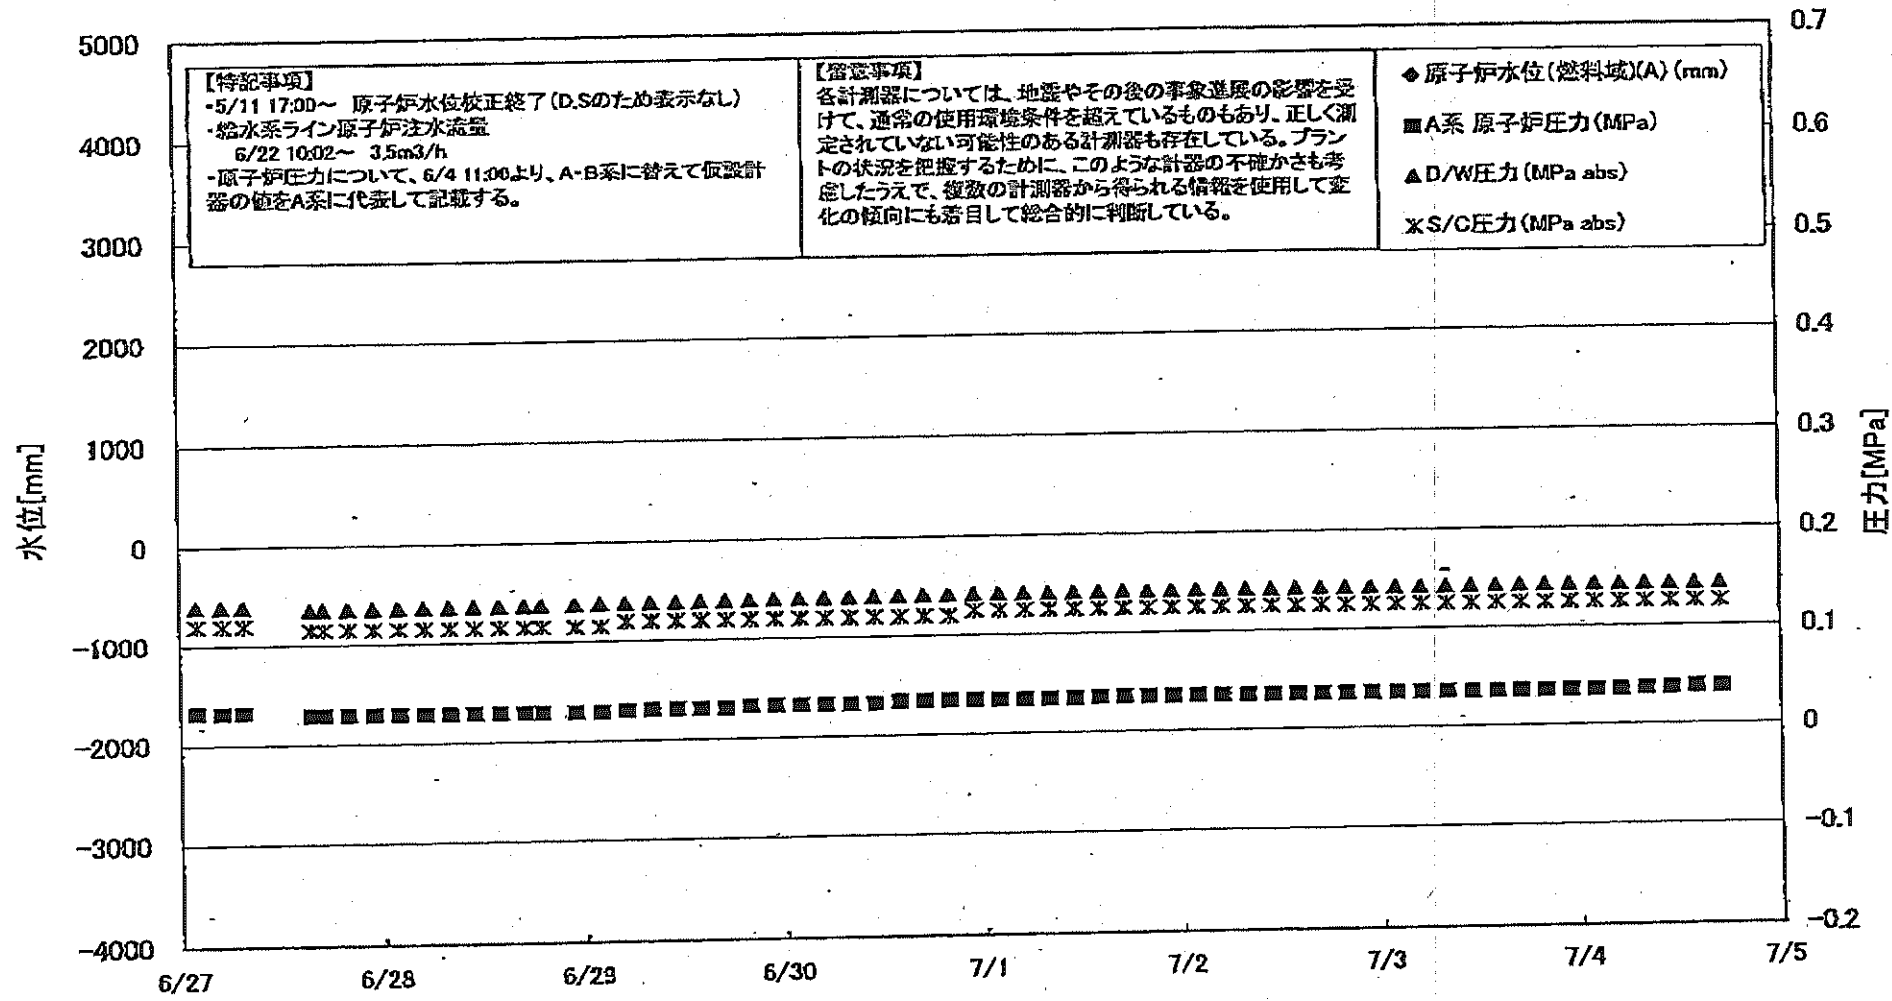 5000
4000
3000
2000
1000
0
-1000
-2000
-3000
-4000
水位[mm]
【特記事項】
・5/11 17:00～ 原子炉水位校正終了(D.Sのため表示なし)
・給水系ライン原子炉注水流量
6/22 10:02～ 3.5m3/h
・原子炉圧力について、6/4 11:00より、A・B系に替えて仮設計
器の値をA系に代表して記載する。
【留意事項】
各計測器については、地震やその後の事象進展の影響を受
けて、通常の使用環境条件を超えているものもあり、正しく測
定されていない可能性のある計測器も存在している。プラン
トの状況を把握するために、このような計器の不確かさも考
慮したうえで、複数の計測器から得られる情報を使用して変
化の傾向にも着目して総合的に判断している。
◆原子炉水位(燃料域)(A)(mm)
■A系 原子炉圧力(MPa)
▲D/W圧力(MPa abs)
S/C圧力(MPa abs)
0.7
0.6
0.5
0.4
0.3
0.2
0.1
0
-0.1
-0.2
圧力[MPa]
6/27
6/28
6/29
6/30
7/1
7/2
7/3
7/4
7/5